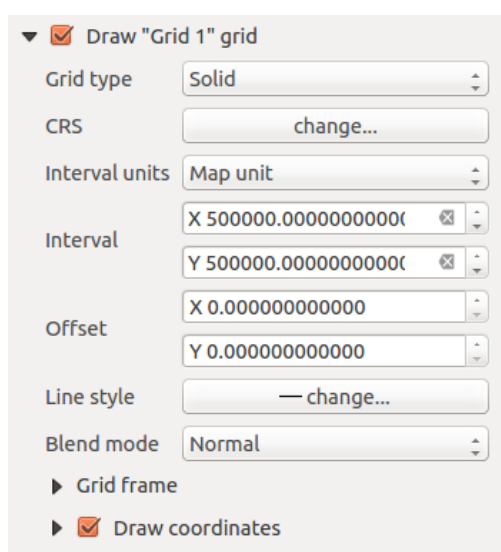 Draw "Grid 1" grid
Grid type Solid
CRS change...
Interval units Map unit
Interval
X 500000.0000000000
Y 500000.0000000000
Offset
X 0.000000000000
Y 0.000000000000
Line style change...
Blend mode Normal
Grid frame
Draw coordinates